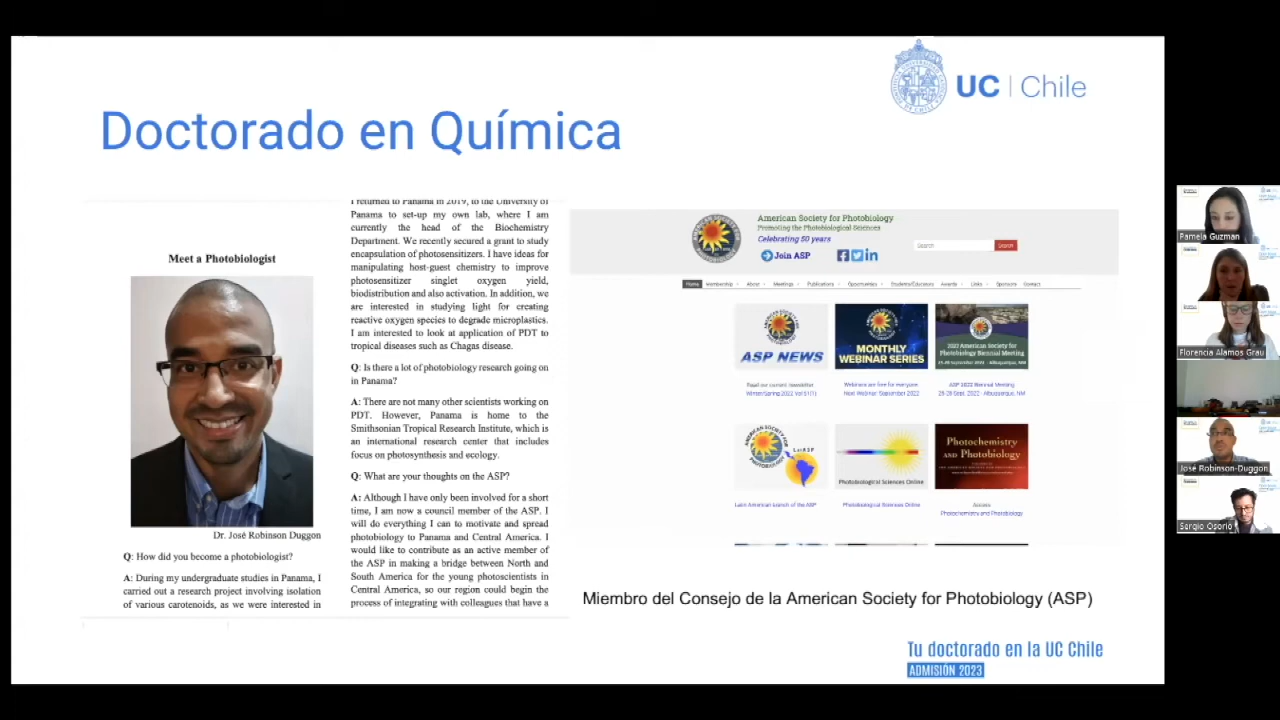 UC | Chile
Doctorado en Química
Meet a Photobiologist
Dr. José Robinson Duggon
Q: How did you become a photobiologist?
A: During my undergraduate studies in Panama, I
carried out a research project involving isolation
of various carotenoids, as we were interested in
I returned to Panama in 2019, to the University of
Panama to set-up my own lab, where I am
currently the head of the Biochemistry
Department. We recently secured a grant to study
encapsulation of photosensitizers. I have ideas for
manipulating host-guest chemistry to improve
photosensitizer singlet oxygen yield,
biodistribution and also activation. In addition, we
are interested in studying light for creating
reactive oxygen species to degrade microplastics.
I am interested to look at application of PDT to
tropical diseases such as Chagas disease.
Q: Is there a lot of photobiology research going on
in Panama?
A: There are not many other scientists working on
PDT. However, Panama is home to the
Smithsonian Tropical Research Institute, which is
an international research center that includes
focus on photosynthesis and ecology.
Q: What are your thoughts on the ASP?
A: Although I have only been involved for a short
time, I am now a council member of the ASP. I
will do everything I can to motivate and spread
photobiology to Panama and Central America. I
would like to contribute as an active member of
the ASP in making a bridge between North and
South America for the young photoscientists in
Central America, so our region could begin the
process of integrating with colleagues that have a
American Society for Photobiology
Promoting the Photobiological Sciences
Celebrating 50 years
Join ASP
Search
Search
Home Membership About Meetings Publications Opportunities Students/Educators Awards Links Sponsors Contact
ASP NEWS
MONTHLY
WEBINAR SERIES
2022 American Society for
Photobiology Biennial Meeting
Read our current newsletter
Winter/Spring 2022 Vol 51(1)
Webinars are free for everyone
Next Webinar: September 2022
ASP 2022 Biennial Meeting
25-28 Sept. 2022 - Albuquerque, NM
LatASP
Photobiological Sciences Online
Photochemistry
AND Photobiology
Latin American branch of the ASP
Photobiological Sciences Online
Access
Photochemistry and Photobiology
Miembro del Consejo de la American Society for Photobiology (ASP)
Tu doctorado en la UC Chile
ADMISIÓN 2023
Pamela Guzman
Florencia Álamos Grau
José Robinson-Duggon
Sergio Osorio